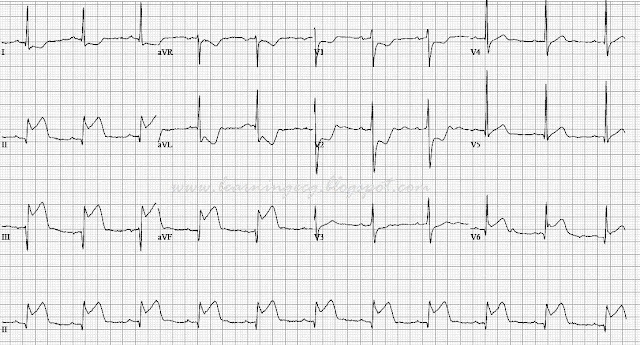 I aVR V1 V4
II aVL V2 V5
www.learningecg.blogspot.com
III aVF V3 V6
II